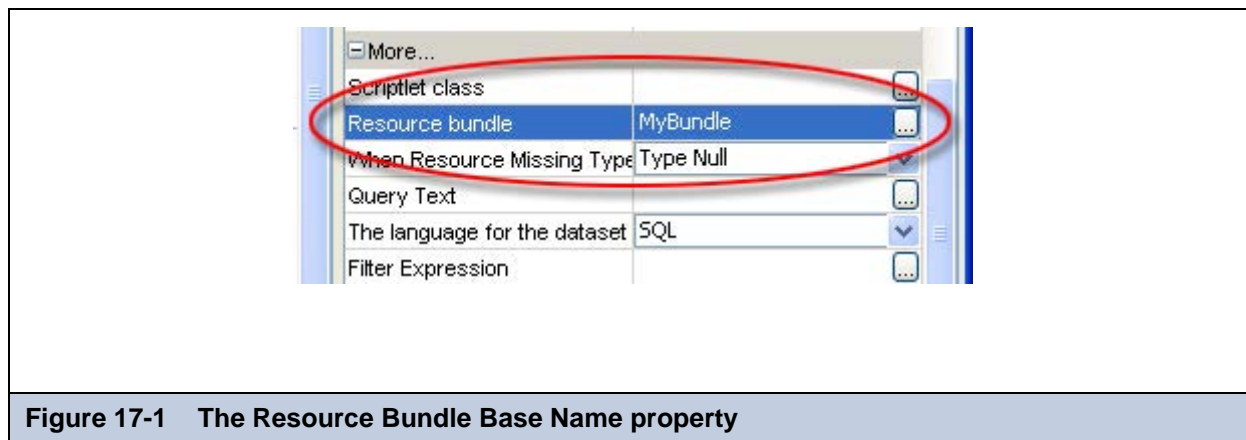 More...
Scriptlet class
Resource bundle MyBundle
When Resource Missing Type Type Null
Query Text
The language for the dataset SQL
Filter Expression
Figure 17-1 The Resource Bundle Base Name property